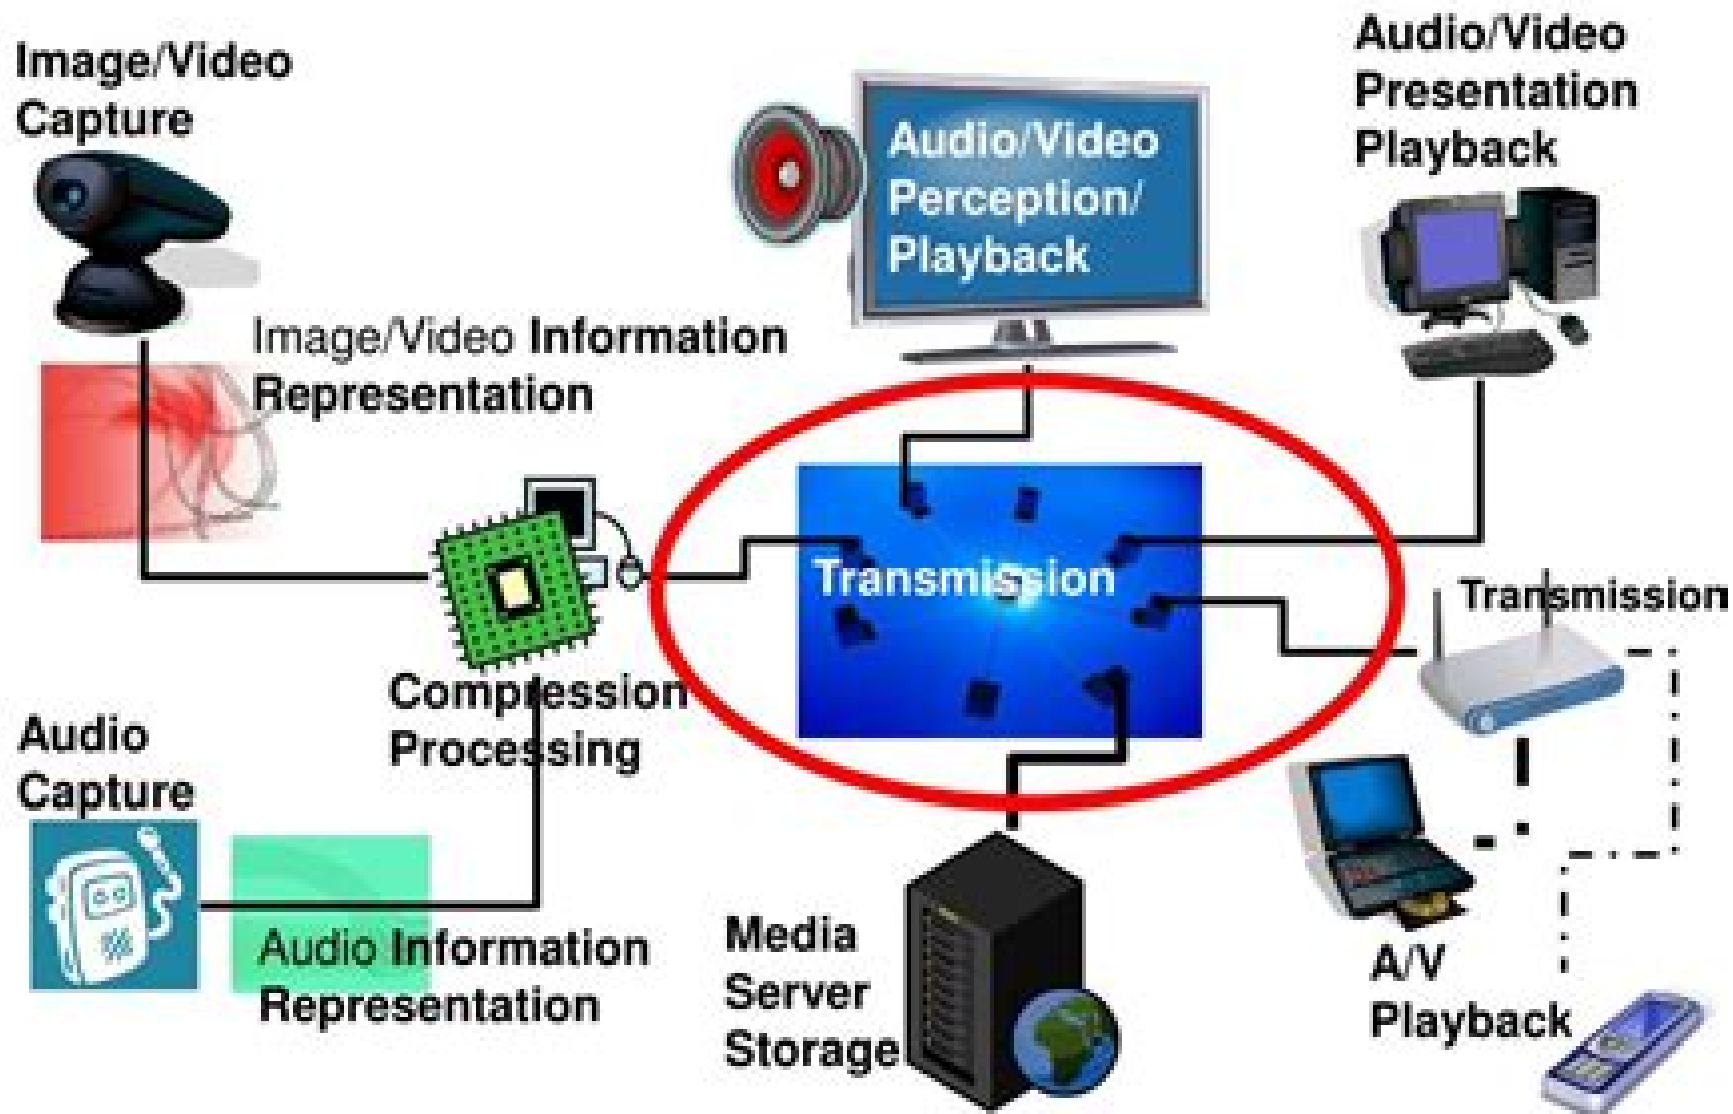 Image/Video
Capture
Audio/Video
Perception/
Playback
Audio/Video
Presentation
Playback
Image/Video Information
Representation
Transmission
Transmission
Compression
Processing
Audio
Capture
Audio Information
Representation
Media
Server
Storage
A/V
Playback